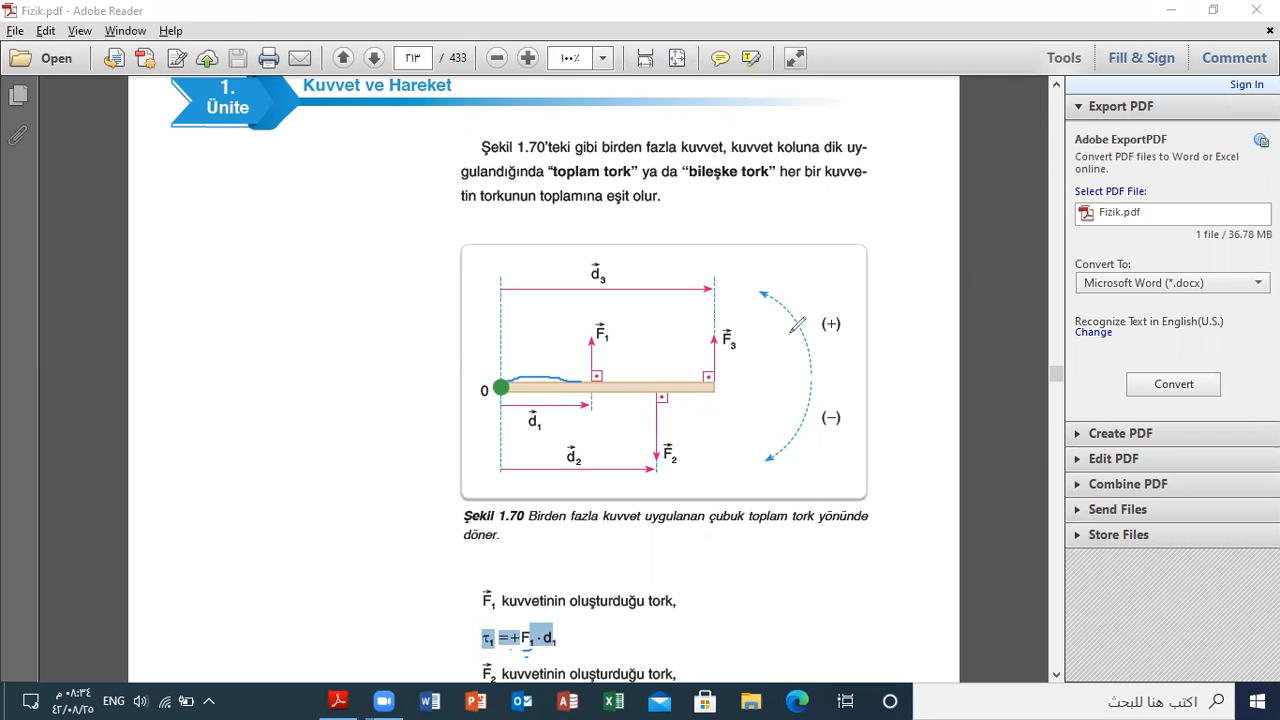 Fizik.pdf - Adobe Reader
File Edit View Window Help
Open ٣١٣ / 433 ١٠٠٪ Tools Fill & Sign Comment
Sign In
1. Ünite
Kuvvet ve Hareket
Şekil 1.70'teki gibi birden fazla kuvvet, kuvvet koluna dik uy-
gulandığında "toplam tork" ya da "bileşke tork" her bir kuvve-
tin torkunun toplamına eşit olur.
d3
F1
F3
(+)
0
d1
(−)
d2
F2
Şekil 1.70 Birden fazla kuvvet uygulanan çubuk toplam tork yönünde
döner.
F1 kuvvetinin oluşturduğu tork,
τ1 = + F1 · d1
F2 kuvvetinin oluşturduğu tork,
Export PDF
Adobe ExportPDF
Convert PDF files to Word or Excel
online.
Select PDF File:
Fizik.pdf
1 file / 36.78 MB
Convert To:
Microsoft Word (*.docx)
Recognize Text in English(U.S.)
Change
Convert
Create PDF
Edit PDF
Combine PDF
Send Files
Store Files
ENG
اكتب هنا للبحث